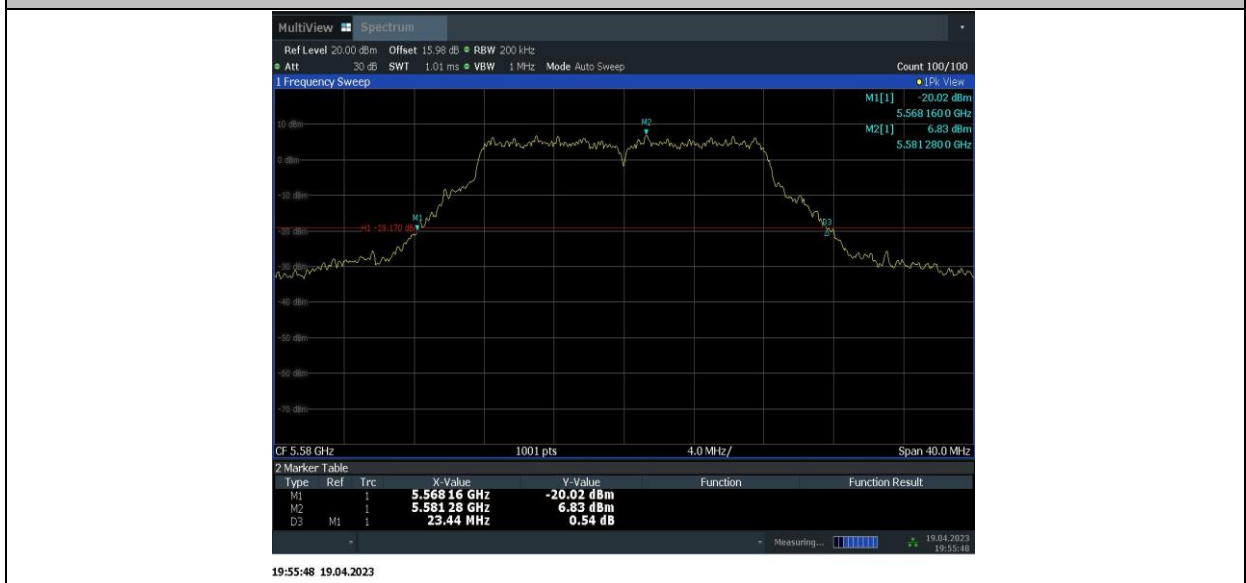 MultiView Spectrum
Ref Level 20.00 dBm Offset 15.98 dB RBW 200 kHz
Att 30 dB SWT 1.01 ms VBW 1 MHz Mode Auto Sweep Count 100/100
1 Frequency Sweep 1Pk View
M1[1] -20.02 dBm
5.568 160 0 GHz
M2[1] 6.83 dBm
5.581 280 0 GHz
M2
10 dBm
0 dBm
-10 dBm
M1
D3
H1 -19.170 dBm
-20 dBm
-30 dBm
-40 dBm
-50 dBm
-60 dBm
-70 dBm
CF 5.58 GHz 1001 pts 4.0 MHz/ Span 40.0 MHz
2 Marker Table
Type Ref Trc X-Value Y-Value Function Function Result
M1 1 5.568 16 GHz -20.02 dBm
M2 1 5.581 28 GHz 6.83 dBm
D3 M1 1 23.44 MHz 0.54 dB
Measuring... 19.04.2023
19:55:48
19:55:48 19.04.2023